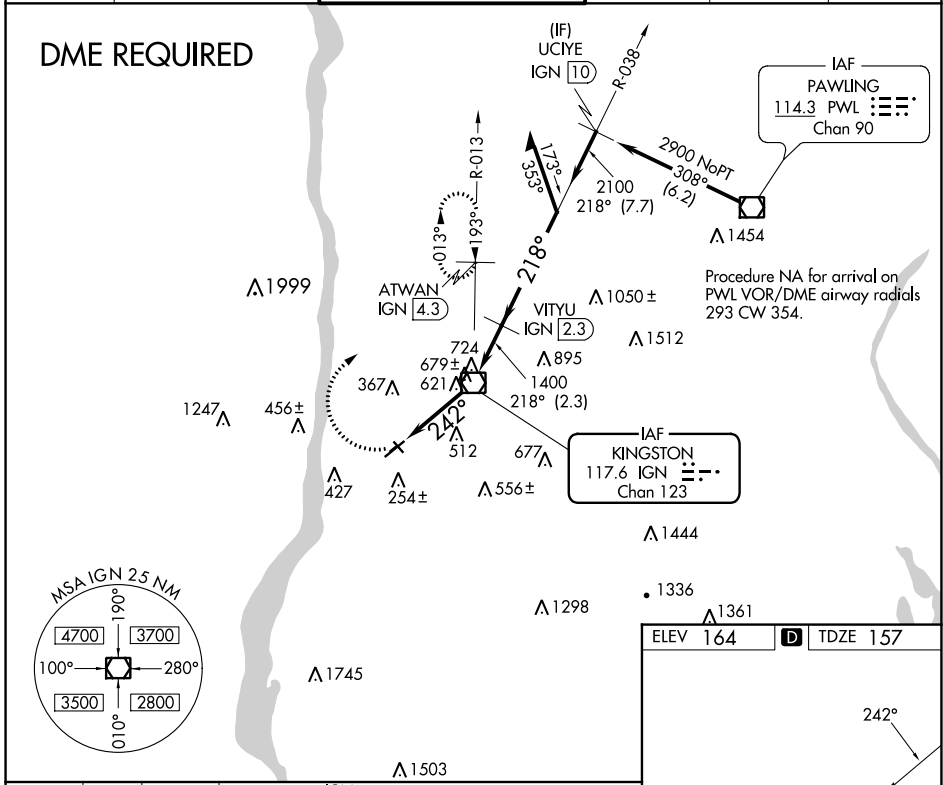 DME REQUIRED
(IF)
UCIYE
IGN 10
R-038
IAF
PAWLING
114.3 PWL
Chan 90
R-013
173°
353°
2900 NoPT
308°
(6.2)
2100
218° (7.7)
1454
013°
193°
218°
Procedure NA for arrival on
PWL VOR/DME airway radials
293 CW 354.
1999
ATWAN
IGN 4.3
1050 ±
VITYU
IGN 2.3
1512
724
679±
895
367
621
1400
218° (2.3)
1247
456±
242°
512
677
IAF
KINGSTON
117.6 IGN
Chan 123
427
254±
556±
1444
1336
MSA IGN 25 NM
190°
4700
3700
100°
280°
3500
2800
010°
1298
1361
ELEV 164 D TDZE 157
1745
242°
1503